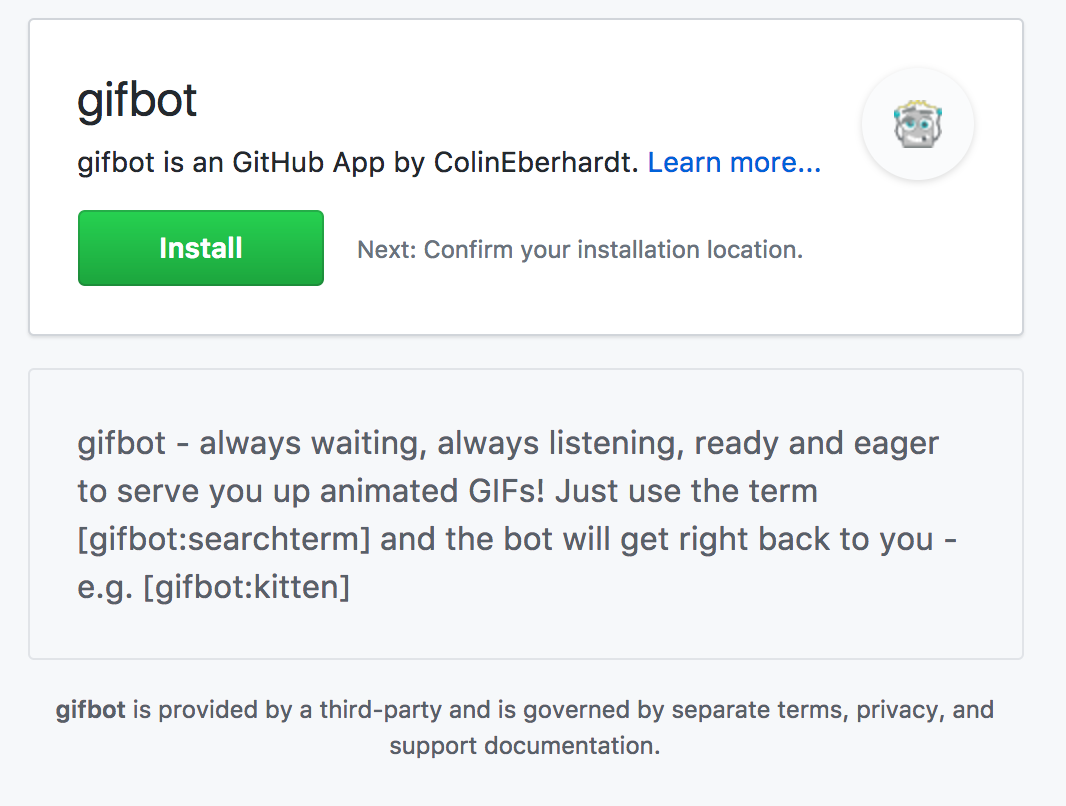 gifbot
gifbot is an GitHub App by ColinEberhardt. Learn more...
Install
Next: Confirm your installation location.
gifbot - always waiting, always listening, ready and eager
to serve you up animated GIFs! Just use the term
[gifbot:searchterm] and the bot will get right back to you -
e.g. [gifbot:kitten]
gifbot is provided by a third-party and is governed by separate terms, privacy, and
support documentation.